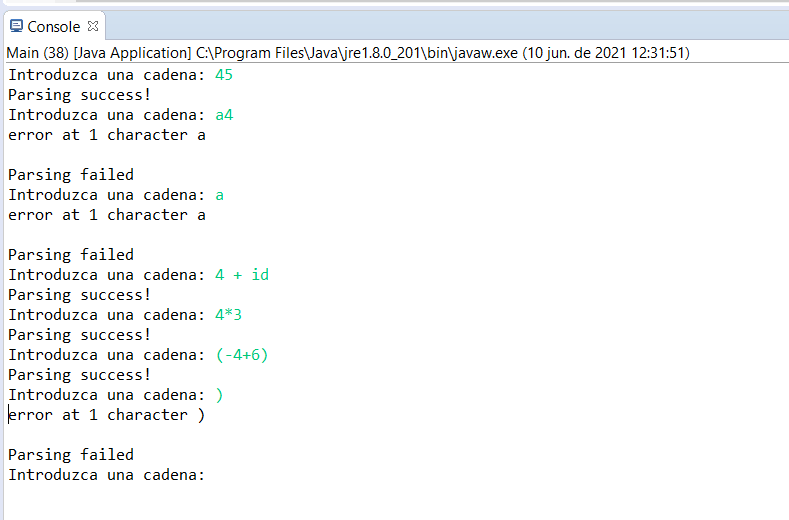 Console
Main (38) [Java Application] C:\Program Files\Java\jre1.8.0_201\bin\javaw.exe (10 jun. de 2021 12:31:51)
Introduzca una cadena: 45
Parsing success!
Introduzca una cadena: a4
error at 1 character a
Parsing failed
Introduzca una cadena: a
error at 1 character a
Parsing failed
Introduzca una cadena: 4 + id
Parsing success!
Introduzca una cadena: 4*3
Parsing success!
Introduzca una cadena: (-4+6)
Parsing success!
Introduzca una cadena: )
error at 1 character )
Parsing failed
Introduzca una cadena: